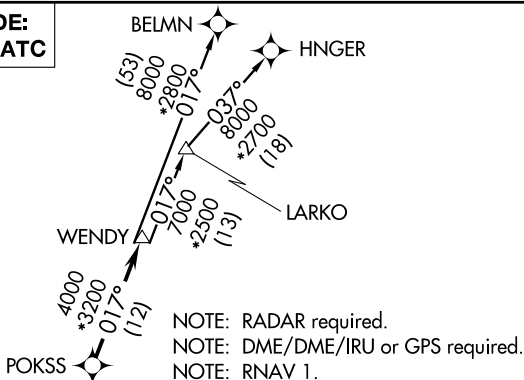 DE:
ATC
BELMN
HNGER
(53)
8000
*2800
017°
037°
8000
*2700
(18)
LARKO
017°
7000
*2500
(13)
WENDY
4000
*3200
017°
(12)
POKSS
NOTE: RADAR required.
NOTE: DME/DME/IRU or GPS required.
NOTE: RNAV 1.